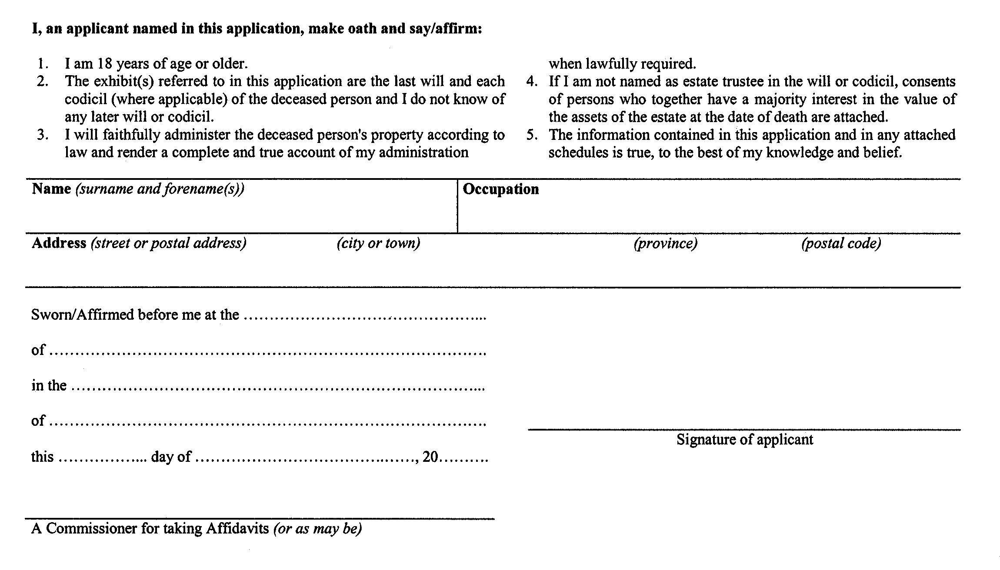 I, an applicant named in this application, make oath and say/affirm:
1. I am 18 years of age or older.
2. The exhibit(s) referred to in this application are the last will and each
codicil (where applicable) of the deceased person and I do not know of
any later will or codicil.
3. I will faithfully administer the deceased person's property according to
law and render a complete and true account of my administration
when lawfully required.
4. If I am not named as estate trustee in the will or codicil, consents
of persons who together have a majority interest in the value of
the assets of the estate at the date of death are attached.
5. The information contained in this application and in any attached
schedules is true, to the best of my knowledge and belief.
Name (surname and forename(s)) Occupation
Address (street or postal address) (city or town) (province) (postal code)
Sworn/Affirmed before me at the ..............................................
of ....................................................................................
in the ................................................................................
of ....................................................................................
Signature of applicant
this ................. day of .........................................., 20..........
A Commissioner for taking Affidavits (or as may be)